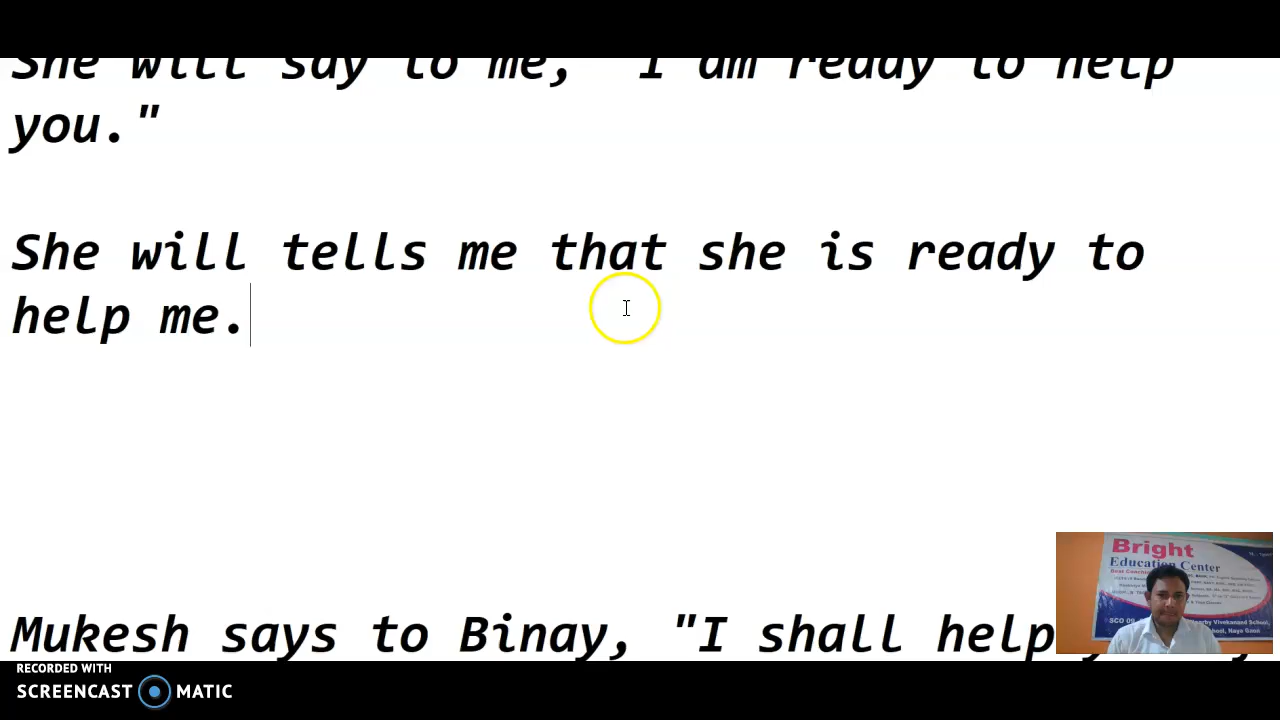 She will say to me, "I am ready to help
you."
She will tells me that she is ready to
help me.
Mukesh says to Binay, "I shall help
Bright
Education Center
RECORDED WITH
SCREENCAST MATIC